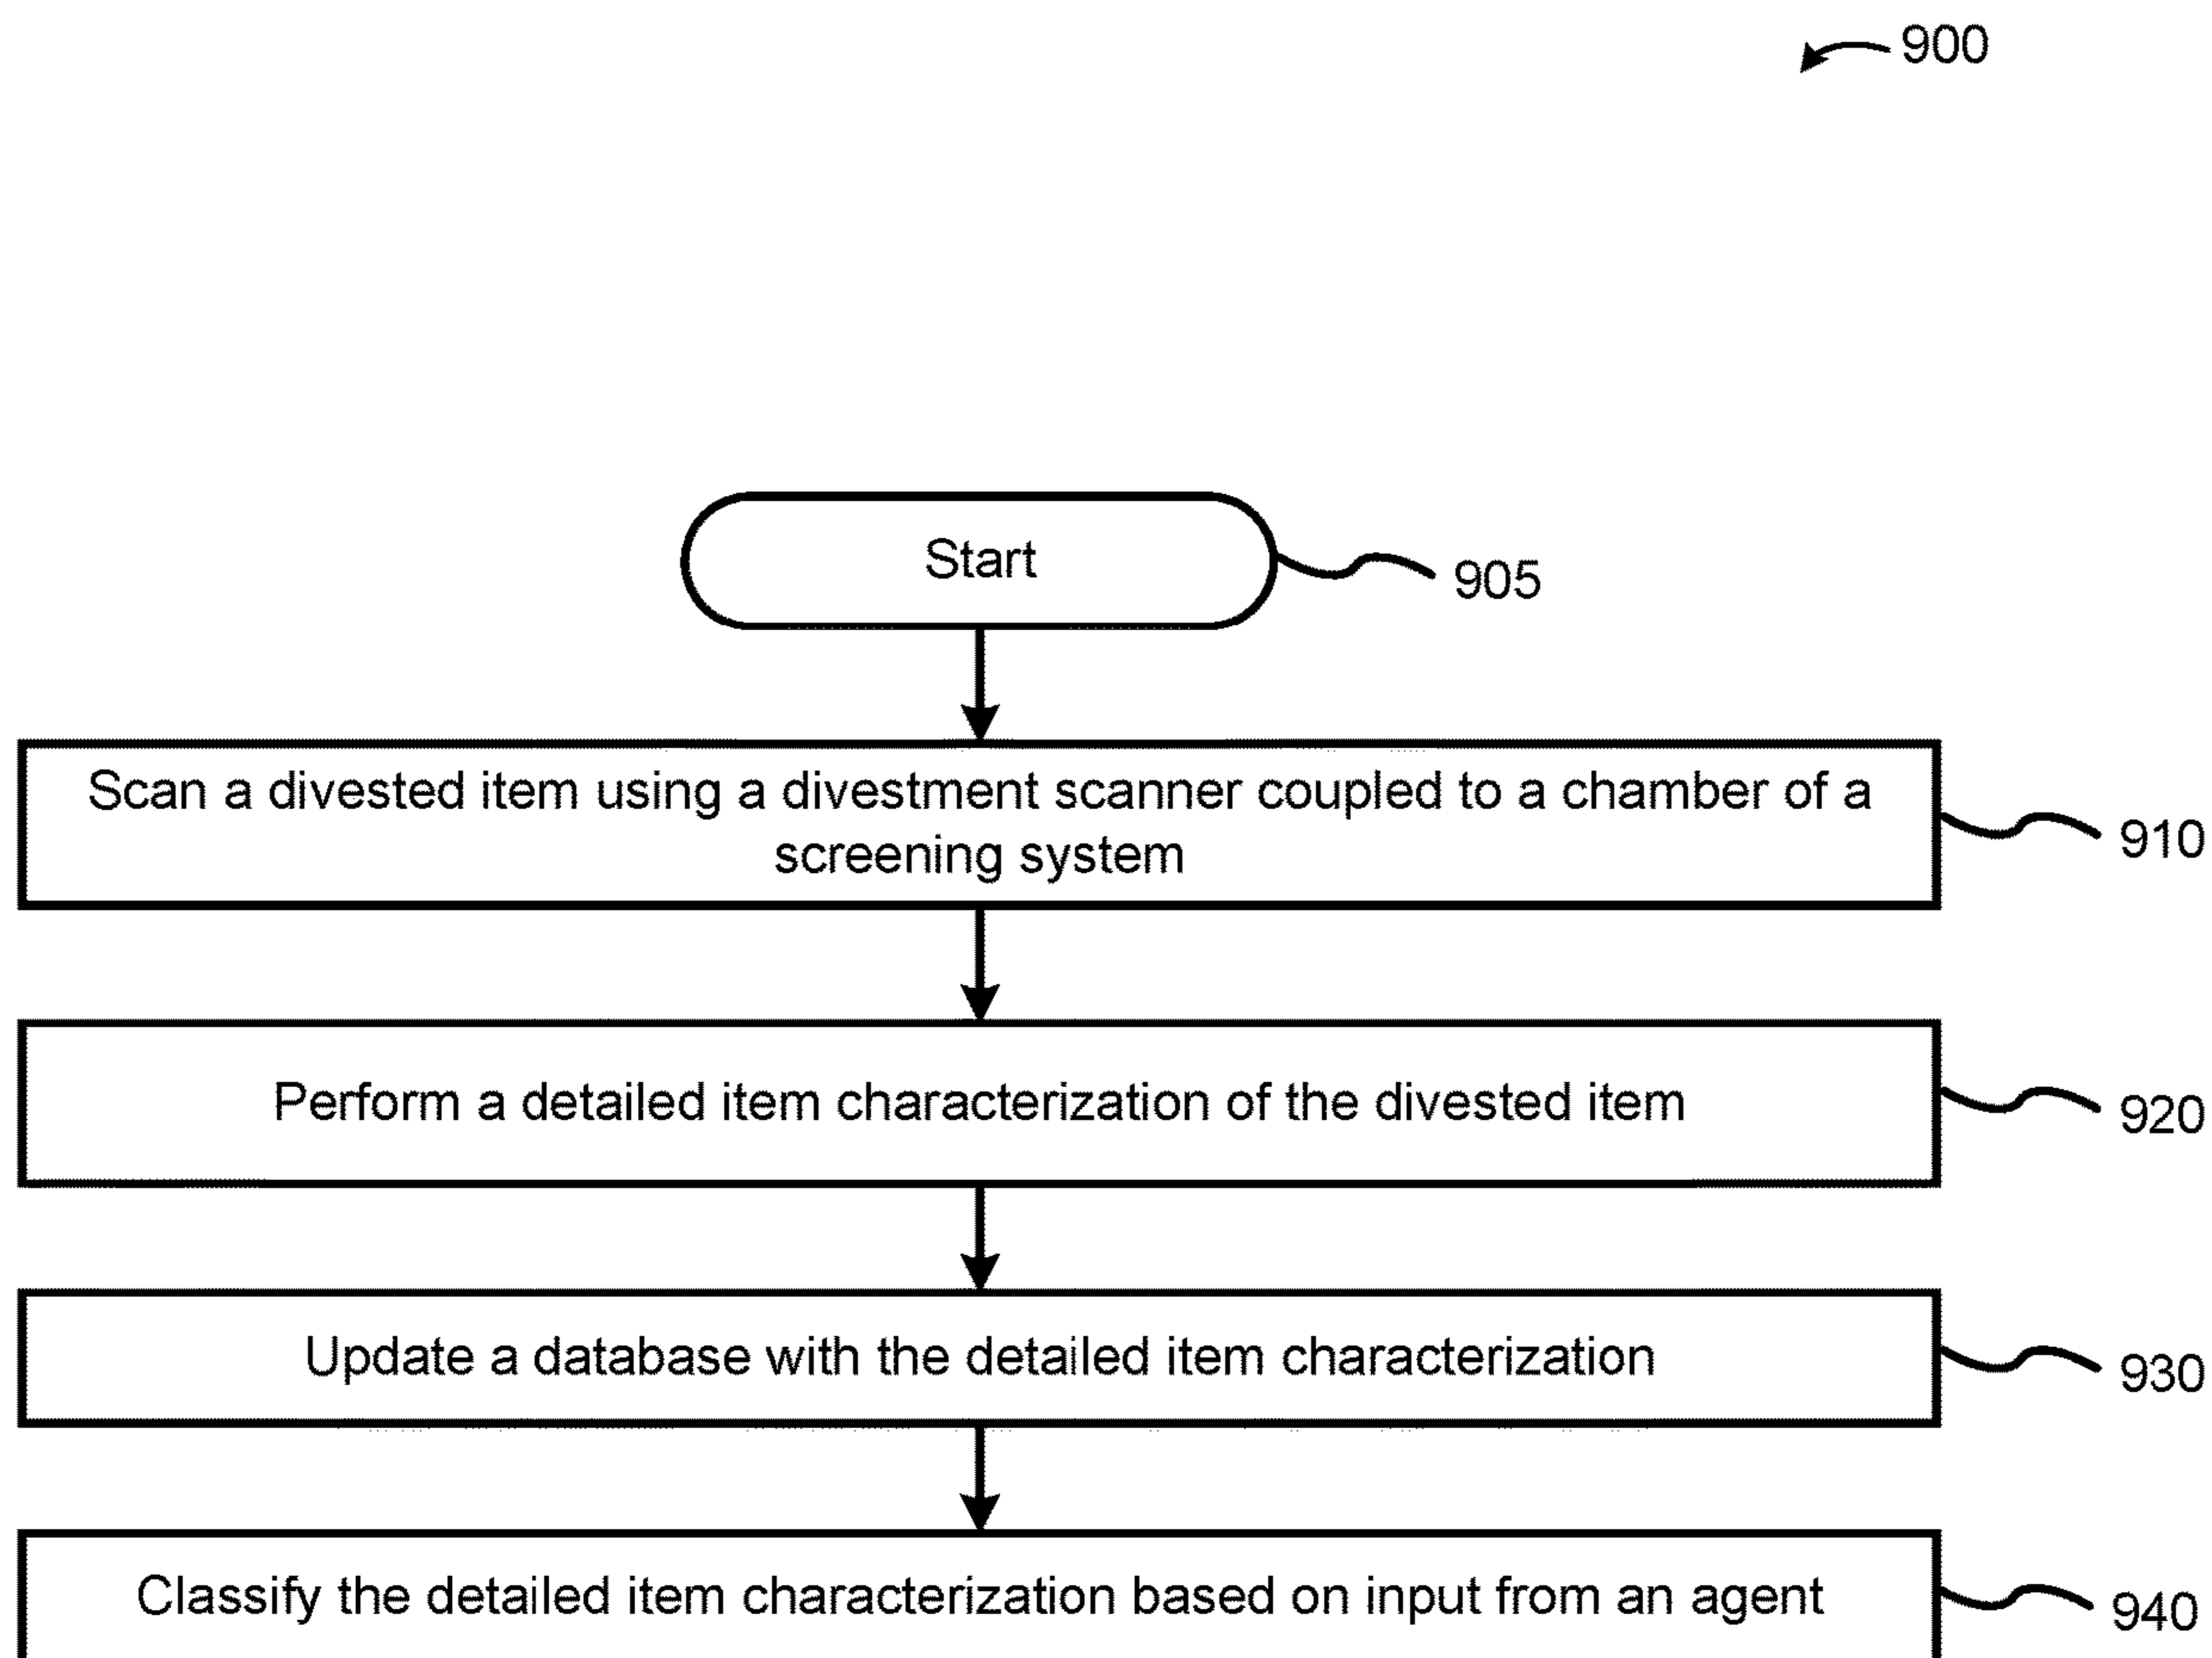 900
Start
905
Scan a divested item using a divestment scanner coupled to a chamber of a
screening system
910
Perform a detailed item characterization of the divested item
920
Update a database with the detailed item characterization
930
Classify the detailed item characterization based on input from an agent
940